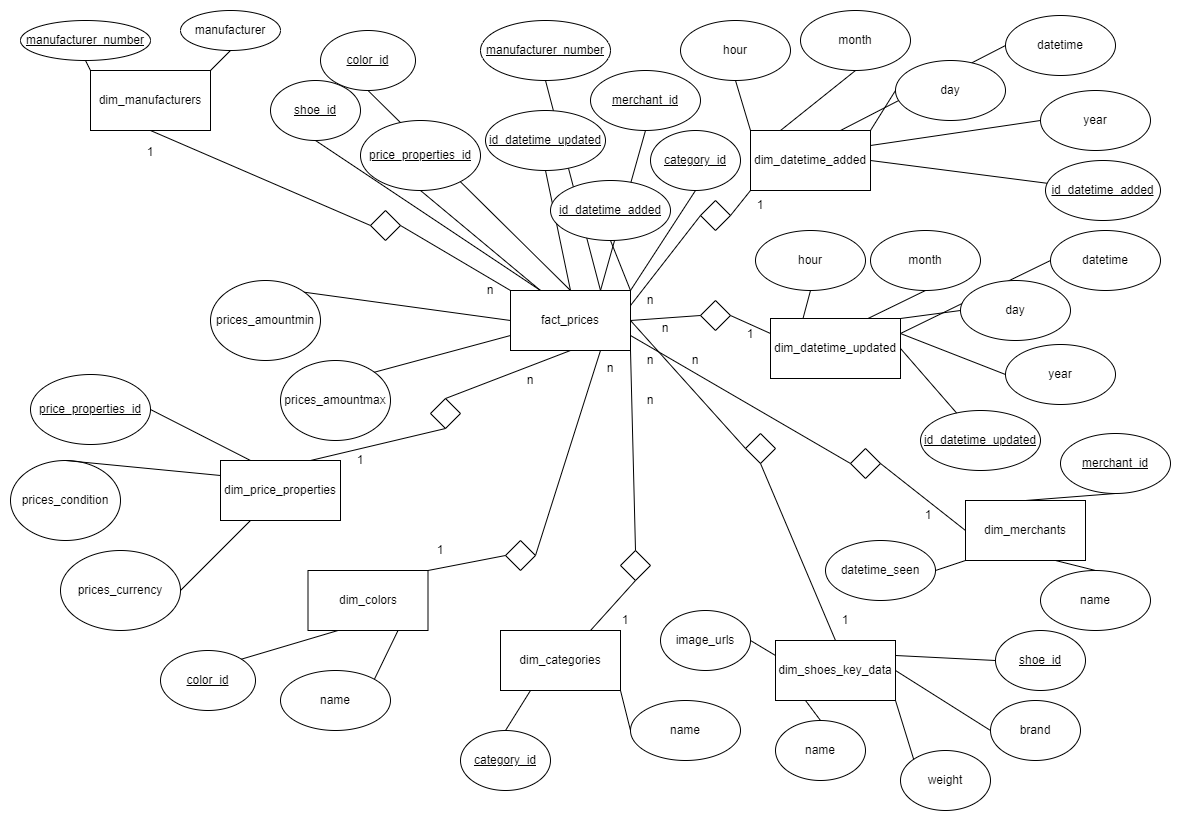 manufacturer_number
manufacturer
dim_manufacturers
1
color_id
shoe_id
price_properties_id
manufacturer_number
id_datetime_updated
merchant_id
category_id
id_datetime_added
hour
month
datetime
day
year
id_datetime_added
dim_datetime_added
1
n
fact_prices
n
n
n
n
n
n
n
n
prices_amountmin
prices_amountmax
hour
month
datetime
day
year
id_datetime_updated
dim_datetime_updated
1
price_properties_id
prices_condition
prices_currency
dim_price_properties
1
merchant_id
dim_merchants
1
datetime_seen
name
1
dim_colors
color_id
name
1
dim_categories
category_id
name
1
image_urls
dim_shoes_key_data
shoe_id
brand
name
weight